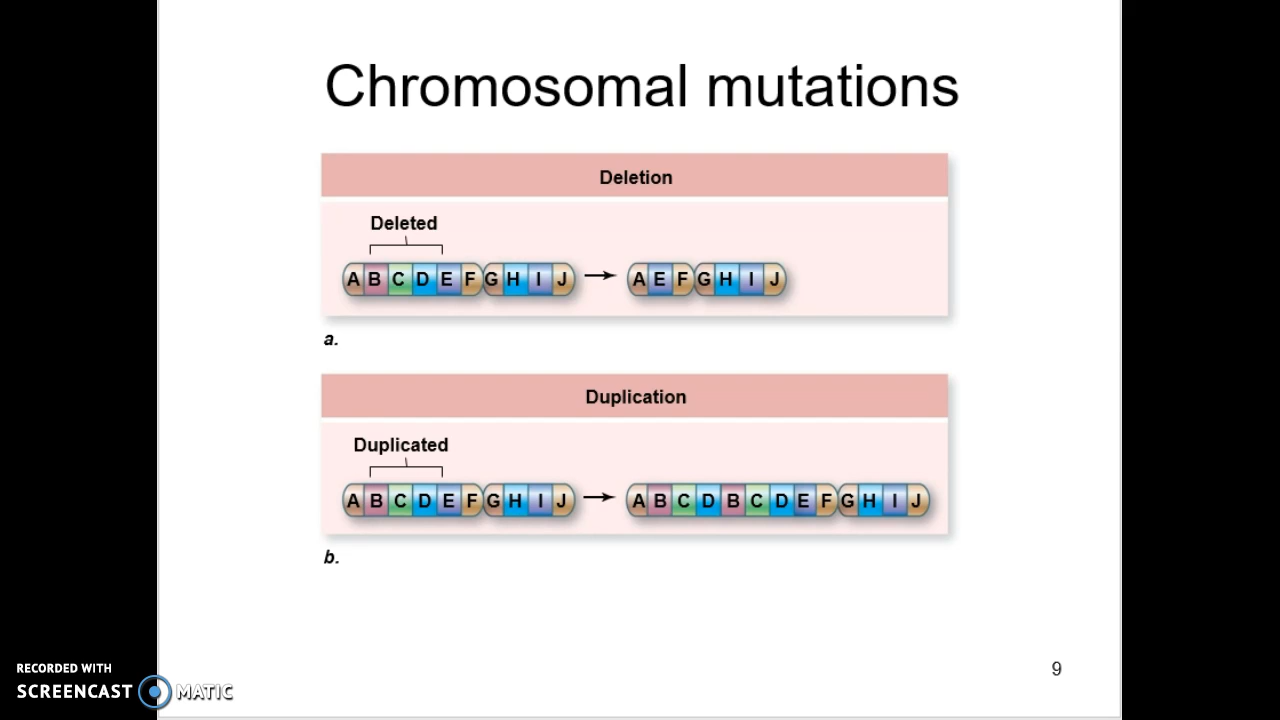 Chromosomal mutations
Deletion
Deleted
A B C D E F G H I J → A E F G H I J
a.
Duplication
Duplicated
A B C D E F G H I J → A B C D B C D E F G H I J
b.
9
RECORDED WITH
SCREENCAST MATIC